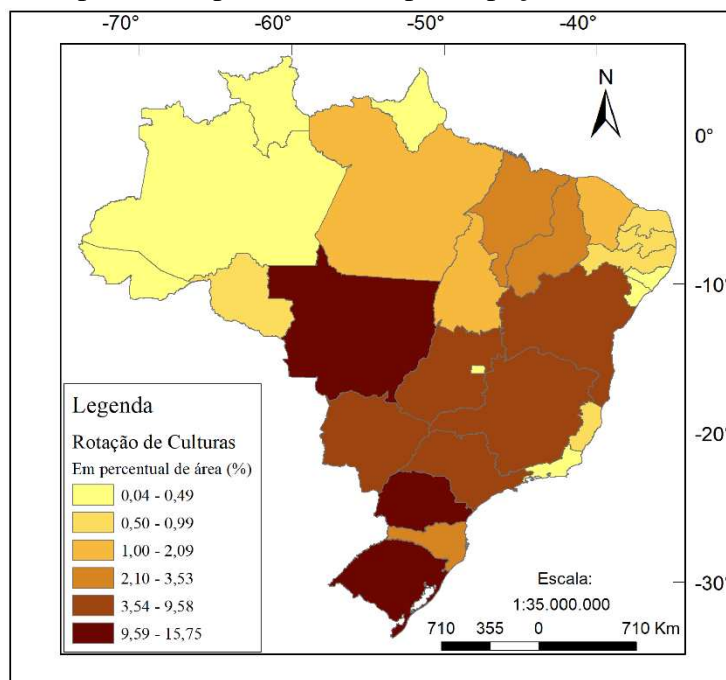 -70° -60° -50° -40°
N
0°
-10°
-20°
-30°
Legenda
Rotação de Culturas
Em percentual de área (%)
0,04 - 0,49
0,50 - 0,99
1,00 - 2,09
2,10 - 3,53
3,54 - 9,58
9,59 - 15,75
Escala:
1:35.000.000
710 355 0 710 Km